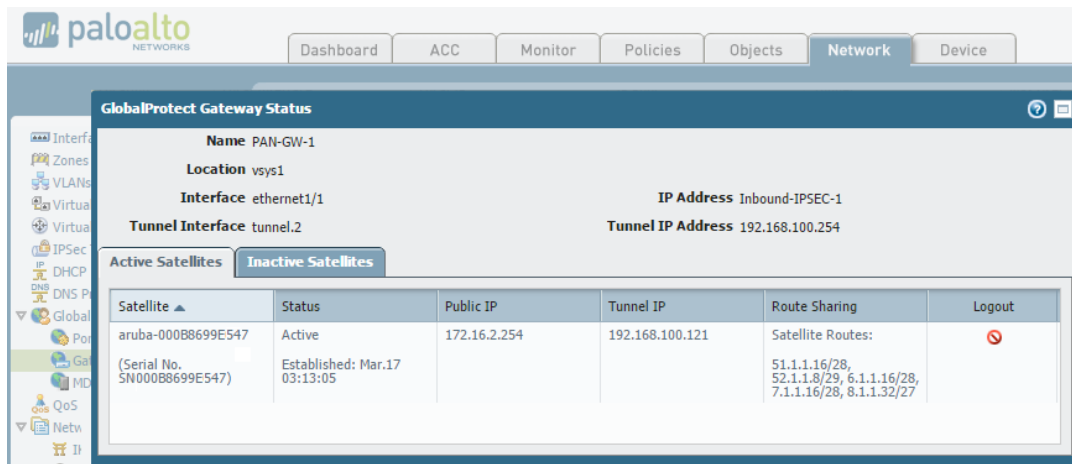 paloalto
NETWORKS
Dashboard ACC Monitor Policies Objects Network Device
GlobalProtect Gateway Status
Name PAN-GW-1
Location vsys1
Interface ethernet1/1 IP Address Inbound-IPSEC-1
Tunnel Interface tunnel.2 Tunnel IP Address 192.168.100.254
Active Satellites Inactive Satellites
Satellite Status Public IP Tunnel IP Route Sharing Logout
aruba-000B8699E547 Active 172.16.2.254 192.168.100.121 Satellite Routes:
(Serial No. Established: Mar.17 51.1.1.16/28,
SN000B8699E547) 03:13:05 52.1.1.8/29, 6.1.1.16/28,
7.1.1.16/28, 8.1.1.32/27
Interfa
Zones
VLANs
Virtua
Virtua
IPSec
DHCP
DNS Pr
Global
Por
Gat
MD
QoS
Netw